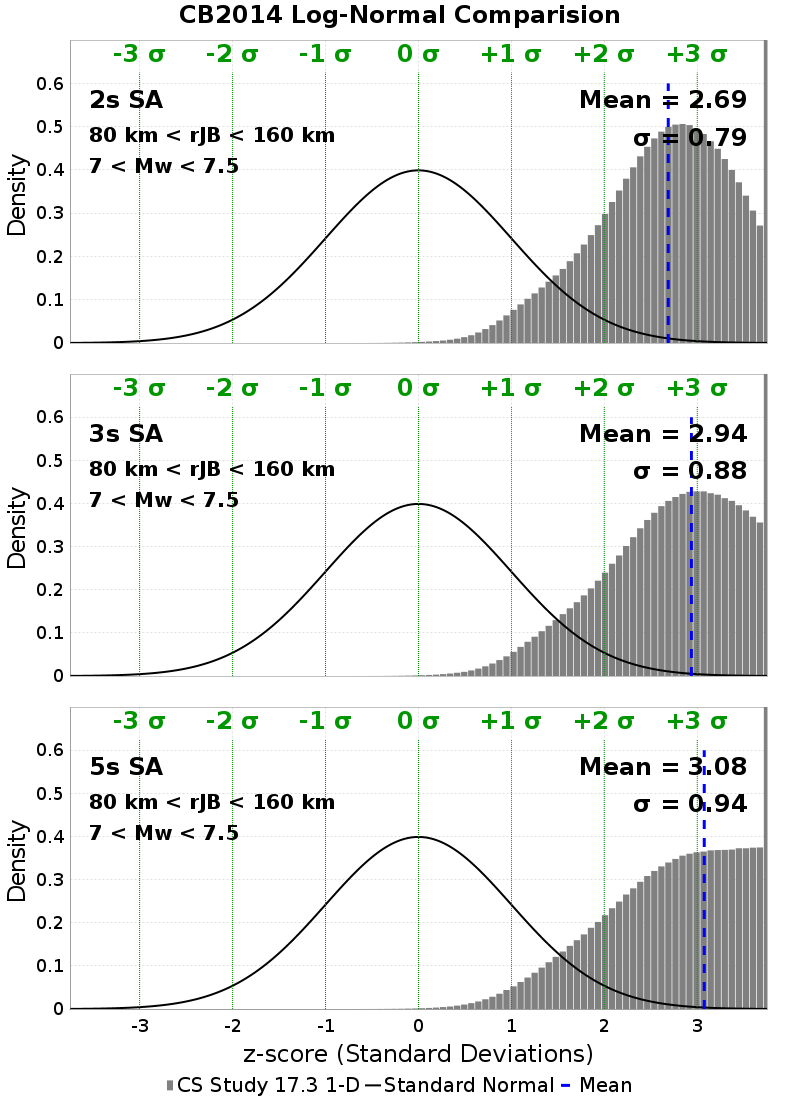 CB2014 Log-Normal Comparision
-3 σ -2 σ -1 σ 0 σ +1 σ +2 σ +3 σ
2s SA
Mean = 2.69
80 km < rJB < 160 km
σ = 0.79
7 < Mw < 7.5
Density
0.6
0.5
0.4
0.3
0.2
0.1
0
-3 σ -2 σ -1 σ 0 σ +1 σ +2 σ +3 σ
3s SA
Mean = 2.94
80 km < rJB < 160 km
σ = 0.88
7 < Mw < 7.5
Density
0.6
0.5
0.4
0.3
0.2
0.1
0
-3 σ -2 σ -1 σ 0 σ +1 σ +2 σ +3 σ
5s SA
Mean = 3.08
80 km < rJB < 160 km
σ = 0.94
7 < Mw < 7.5
Density
0.6
0.5
0.4
0.3
0.2
0.1
0
-3 -2 -1 0 1 2 3
z-score (Standard Deviations)
CS Study 17.3 1-D Standard Normal Mean